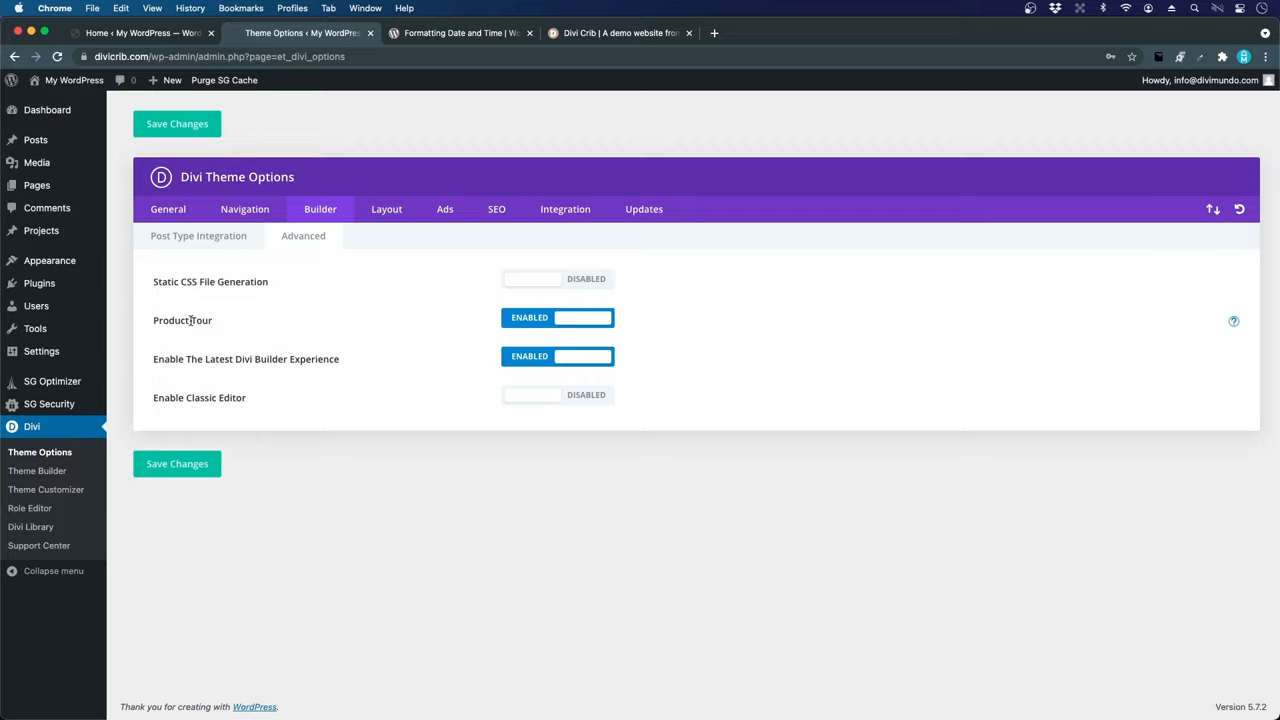 Chrome File Edit View History Bookmarks Profiles Tab Window Help
Home ‹ My WordPress — Word
Theme Options ‹ My WordPres
Formatting Date and Time | Wo
Divi Crib | A demo website from
divicrib.com/wp-admin/admin.php?page=et_divi_options
My WordPress 0 New Purge SG Cache Howdy, info@divimundo.com
Dashboard
Posts
Media
Pages
Comments
Projects
Appearance
Plugins
Users
Tools
Settings
SG Optimizer
SG Security
Divi
Theme Options
Theme Builder
Theme Customizer
Role Editor
Divi Library
Support Center
Collapse menu
Save Changes
D Divi Theme Options
General Navigation Builder Layout Ads SEO Integration Updates
Post Type Integration Advanced
Static CSS File Generation DISABLED
Product Tour ENABLED ?
Enable The Latest Divi Builder Experience ENABLED
Enable Classic Editor DISABLED
Save Changes
Thank you for creating with WordPress. Version 5.7.2